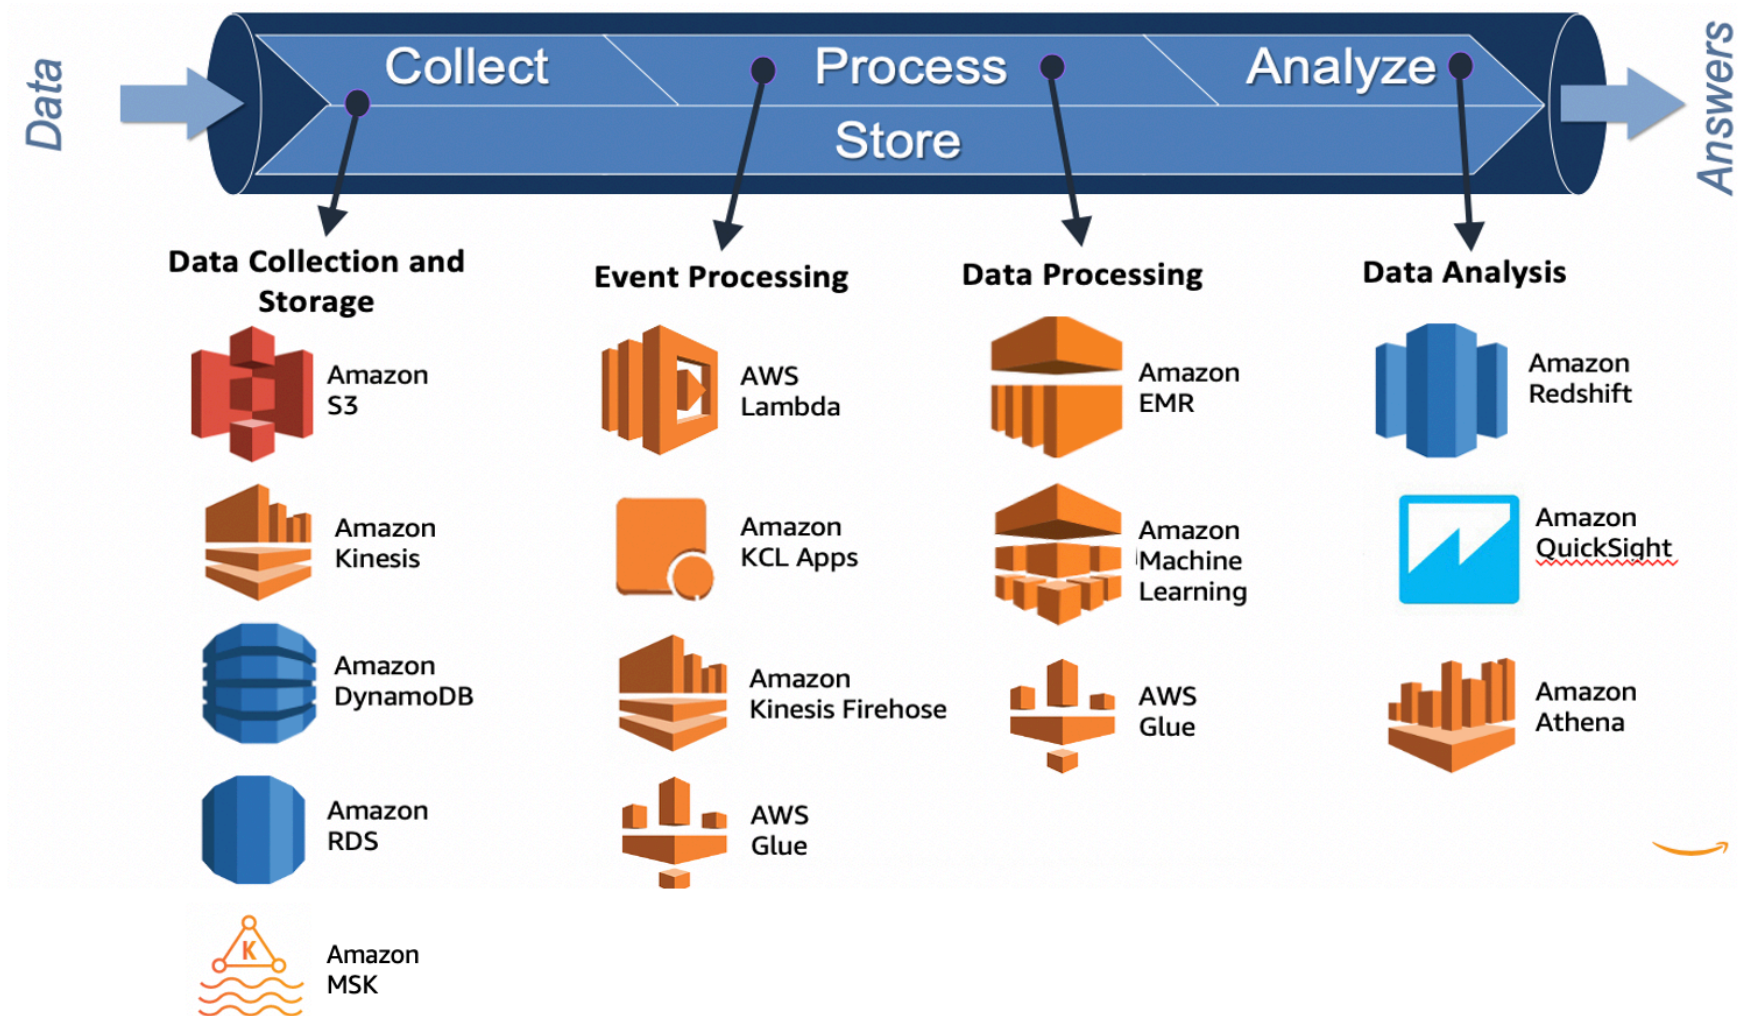 Data
Collect
Process
Analyze
Store
Answers
Data Collection and
Storage
Amazon
S3
Amazon
Kinesis
Amazon
DynamoDB
Amazon
RDS
K
Amazon
MSK
Event Processing
AWS
Lambda
Amazon
KCL Apps
Amazon
Kinesis Firehose
AWS
Glue
Data Processing
Amazon
EMR
Amazon
Machine
Learning
AWS
Glue
Data Analysis
Amazon
Redshift
Amazon
QuickSight
Amazon
Athena